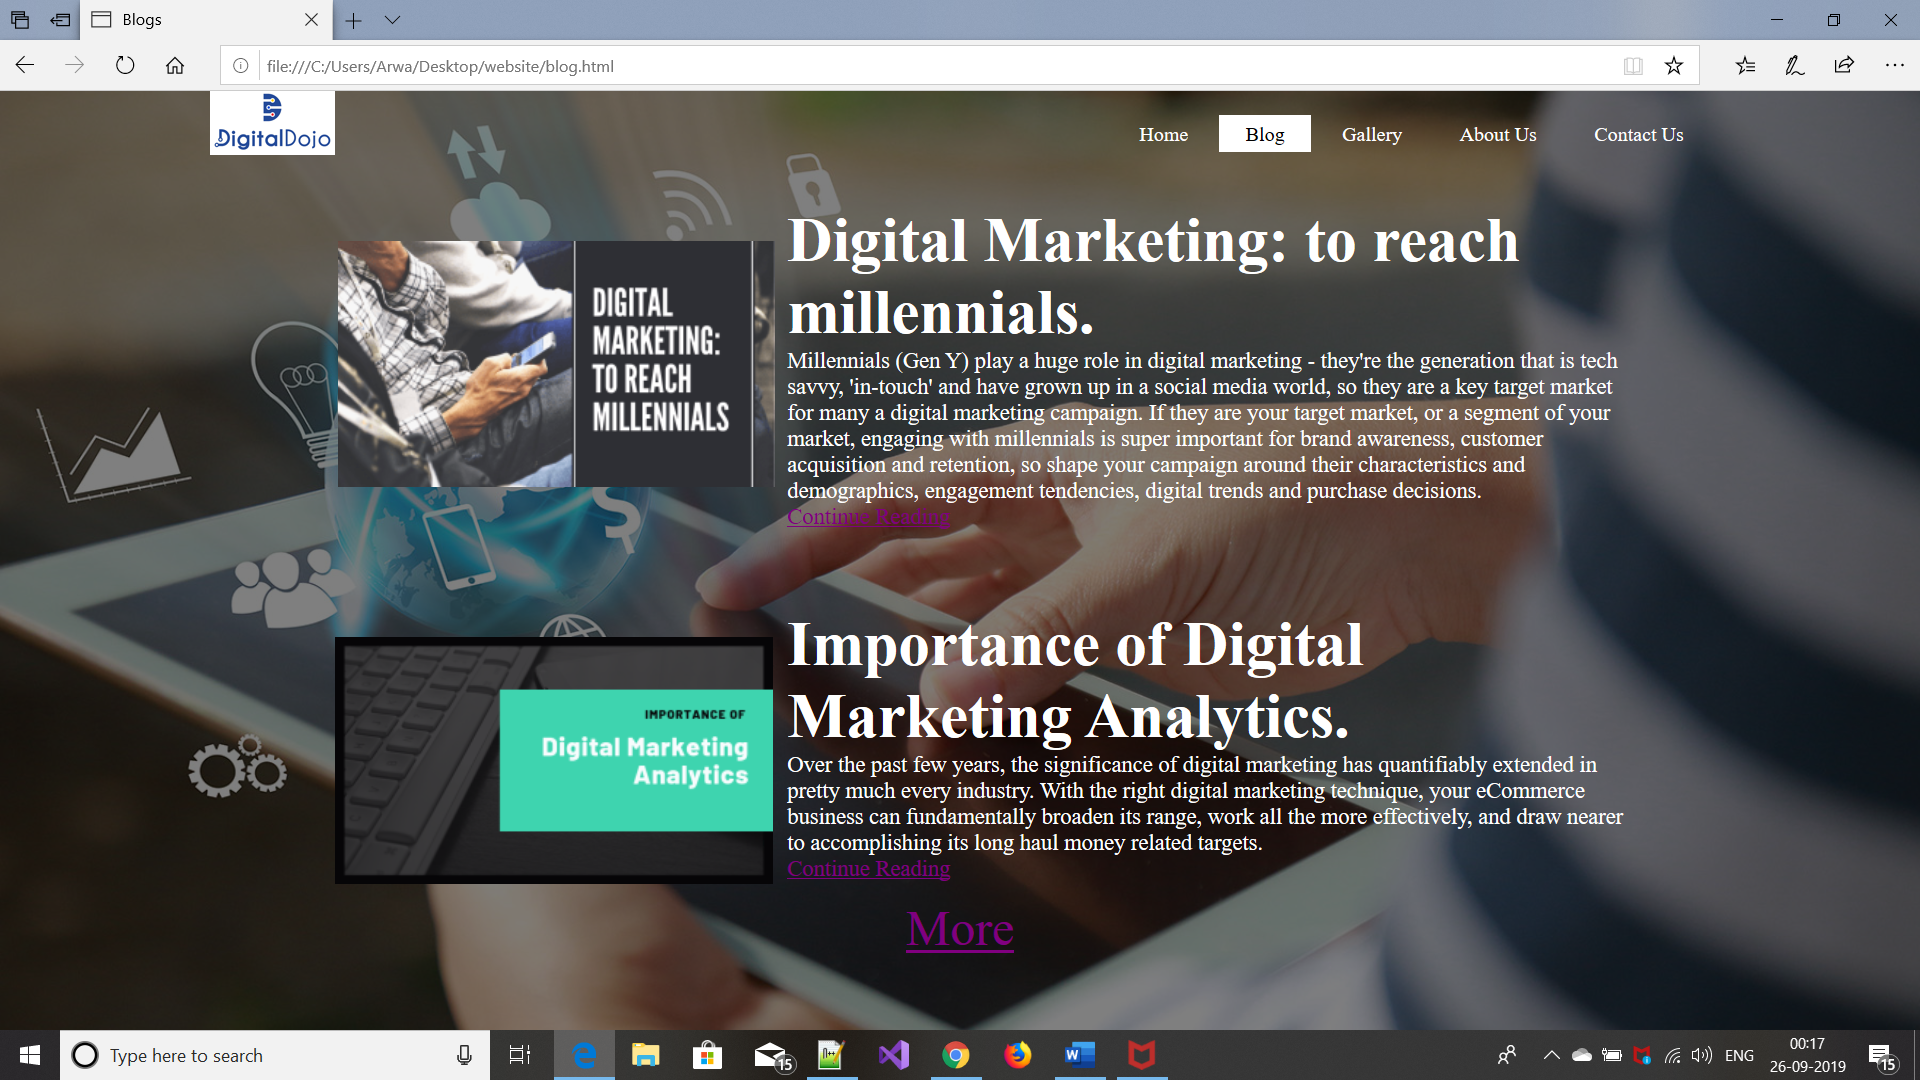 Blogs
file:///C:/Users/Arwa/Desktop/website/blog.html
DigitalDojo
Home
Blog
Gallery
About Us
Contact Us
DIGITAL
MARKETING:
TO REACH
MILLENNIALS
Digital Marketing: to reach
millennials.
Millennials (Gen Y) play a huge role in digital marketing - they're the generation that is tech
savvy, 'in-touch' and have grown up in a social media world, so they are a key target market
for many a digital marketing campaign. If they are your target market, or a segment of your
market, engaging with millennials is super important for brand awareness, customer
acquisition and retention, so shape your campaign around their characteristics and
demographics, engagement tendencies, digital trends and purchase decisions.
Continue Reading
IMPORTANCE OF
Digital Marketing
Analytics
Importance of Digital
Marketing Analytics.
Over the past few years, the significance of digital marketing has quantifiably extended in
pretty much every industry. With the right digital marketing technique, your eCommerce
business can fundamentally broaden its range, work all the more effectively, and draw nearer
to accomplishing its long haul money related targets.
Continue Reading
More
Type here to search
15
ENG
00:17
26-09-2019
15